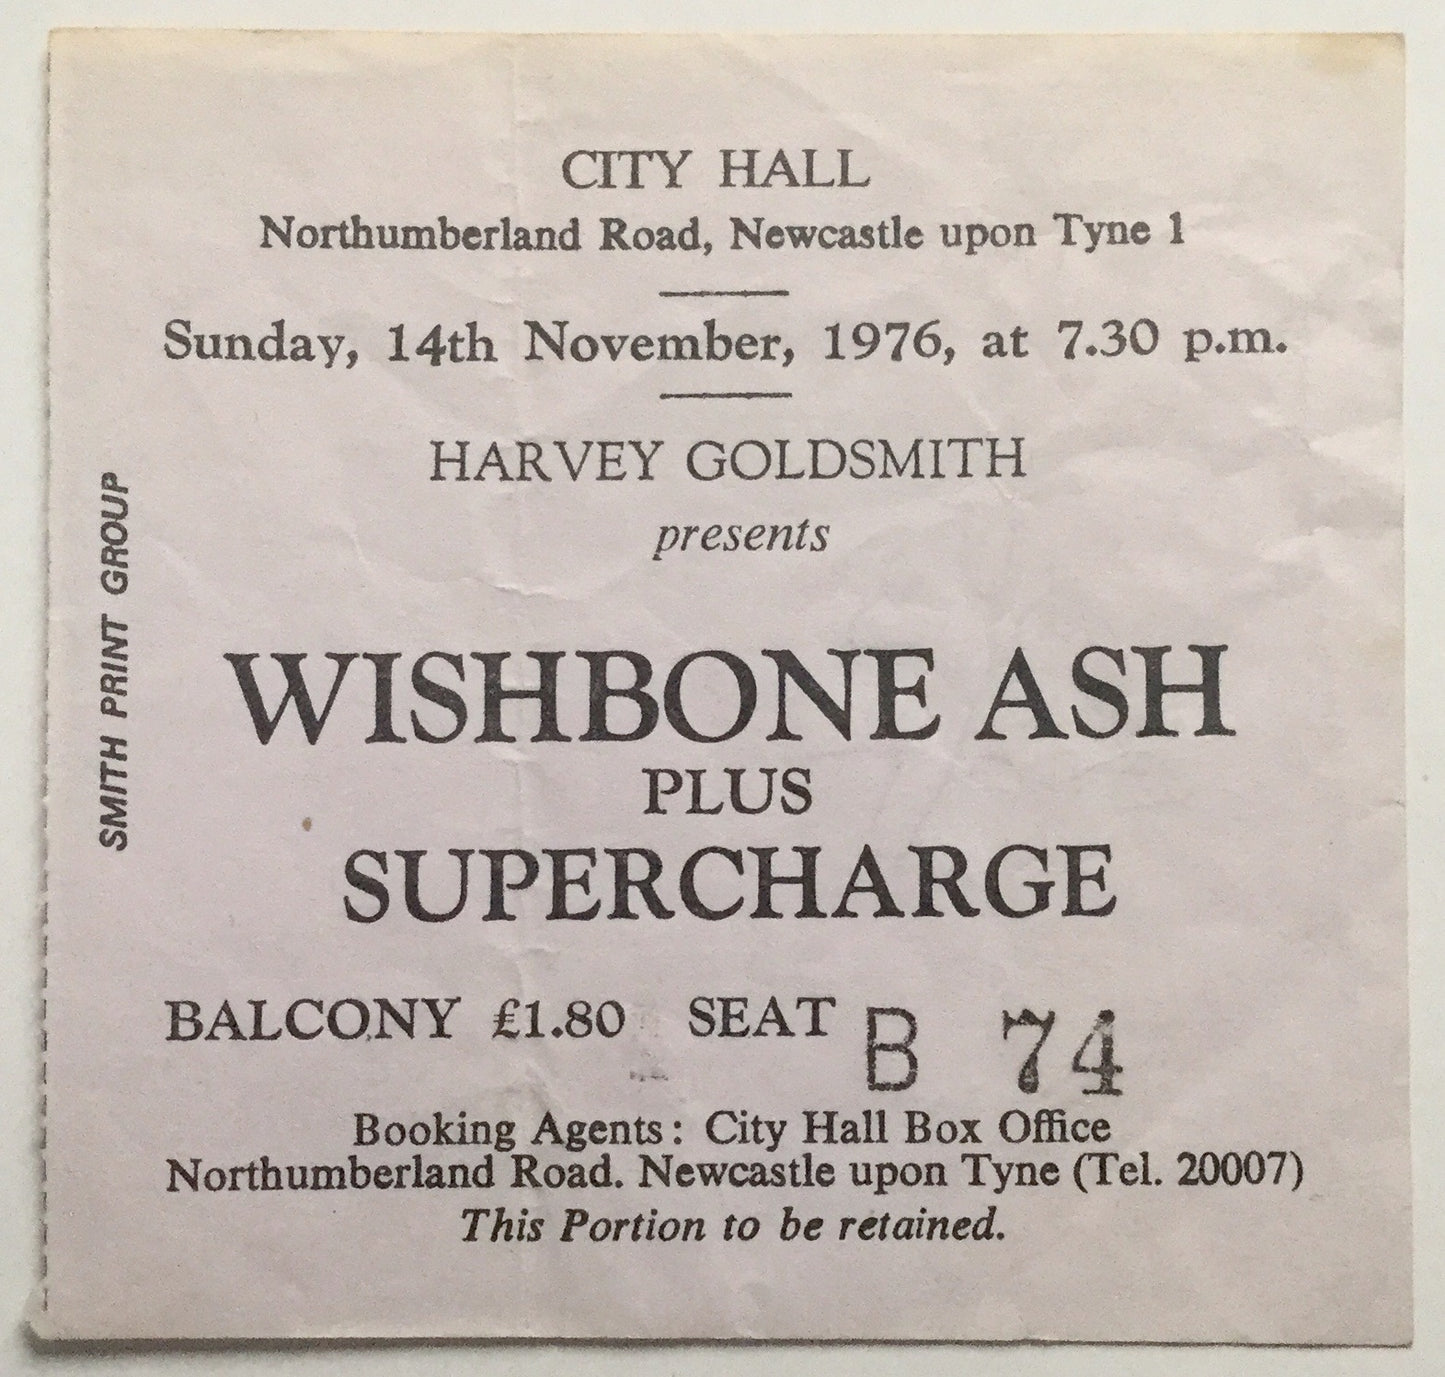 CITY HALL
Northumberland Road, Newcastle upon Tyne 1
Sunday, 14th November, 1976, at 7.30 p.m.
HARVEY GOLDSMITH
presents
WISHBONE ASH
PLUS
SUPERCHARGE
BALCONY £1.80 SEAT B 74
Booking Agents: City Hall Box Office
Northumberland Road. Newcastle upon Tyne (Tel. 20007)
This Portion to be retained.
SMITH PRINT GROUP